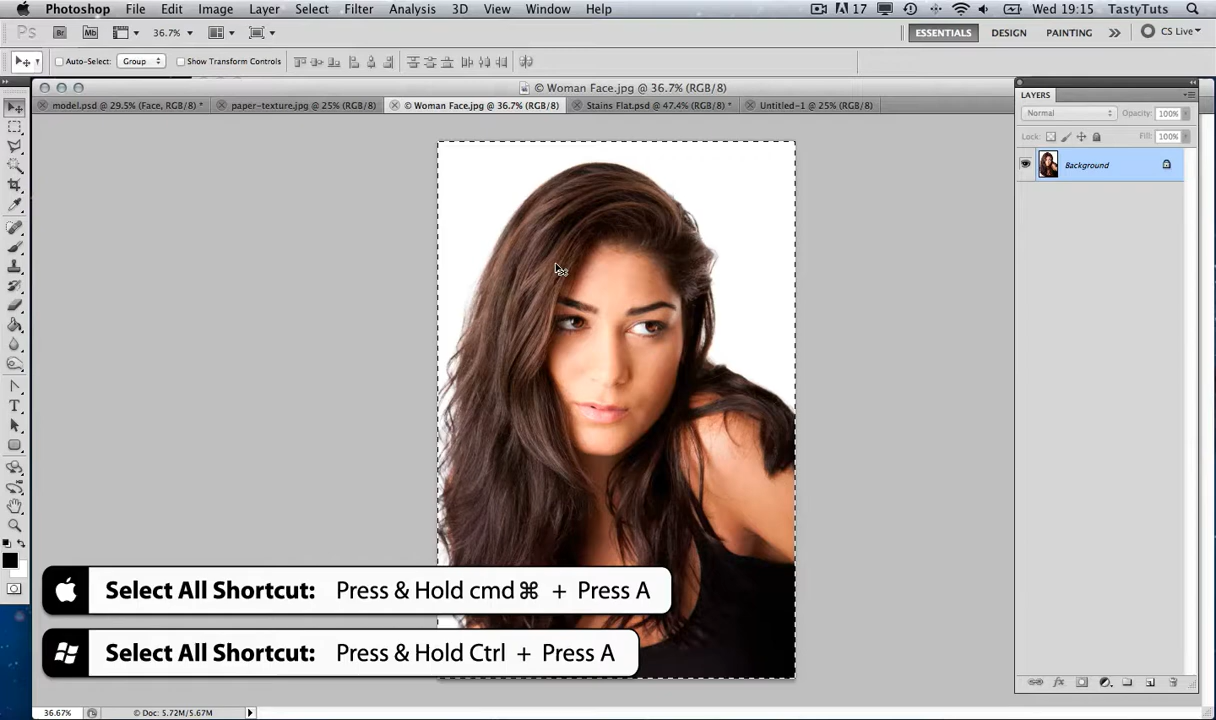 Photoshop File Edit Image Layer Select Filter Analysis 3D View Window Help 17 Wed 19:15 TastyTuts
Ps Br Mb 36.7% ESSENTIALS DESIGN PAINTING >> CS Live
Auto-Select: Group Show Transform Controls
© Woman Face.jpg @ 36.7% (RGB/8)
model.psd @ 29.5% (Face, RGB/8) * paper-texture.jpg @ 25% (RGB/8) © Woman Face.jpg @ 36.7% (RGB/8) Stains Flat.psd @ 47.4% (RGB/8) * Untitled-1 @ 25% (RGB/8)
LAYERS
Normal Opacity: 100%
Lock: Fill: 100%
Background
Select All Shortcut: Press & Hold cmd ⌘ + Press A
Select All Shortcut: Press & Hold Ctrl + Press A
36.67% © Doc: 5.72M/5.67M